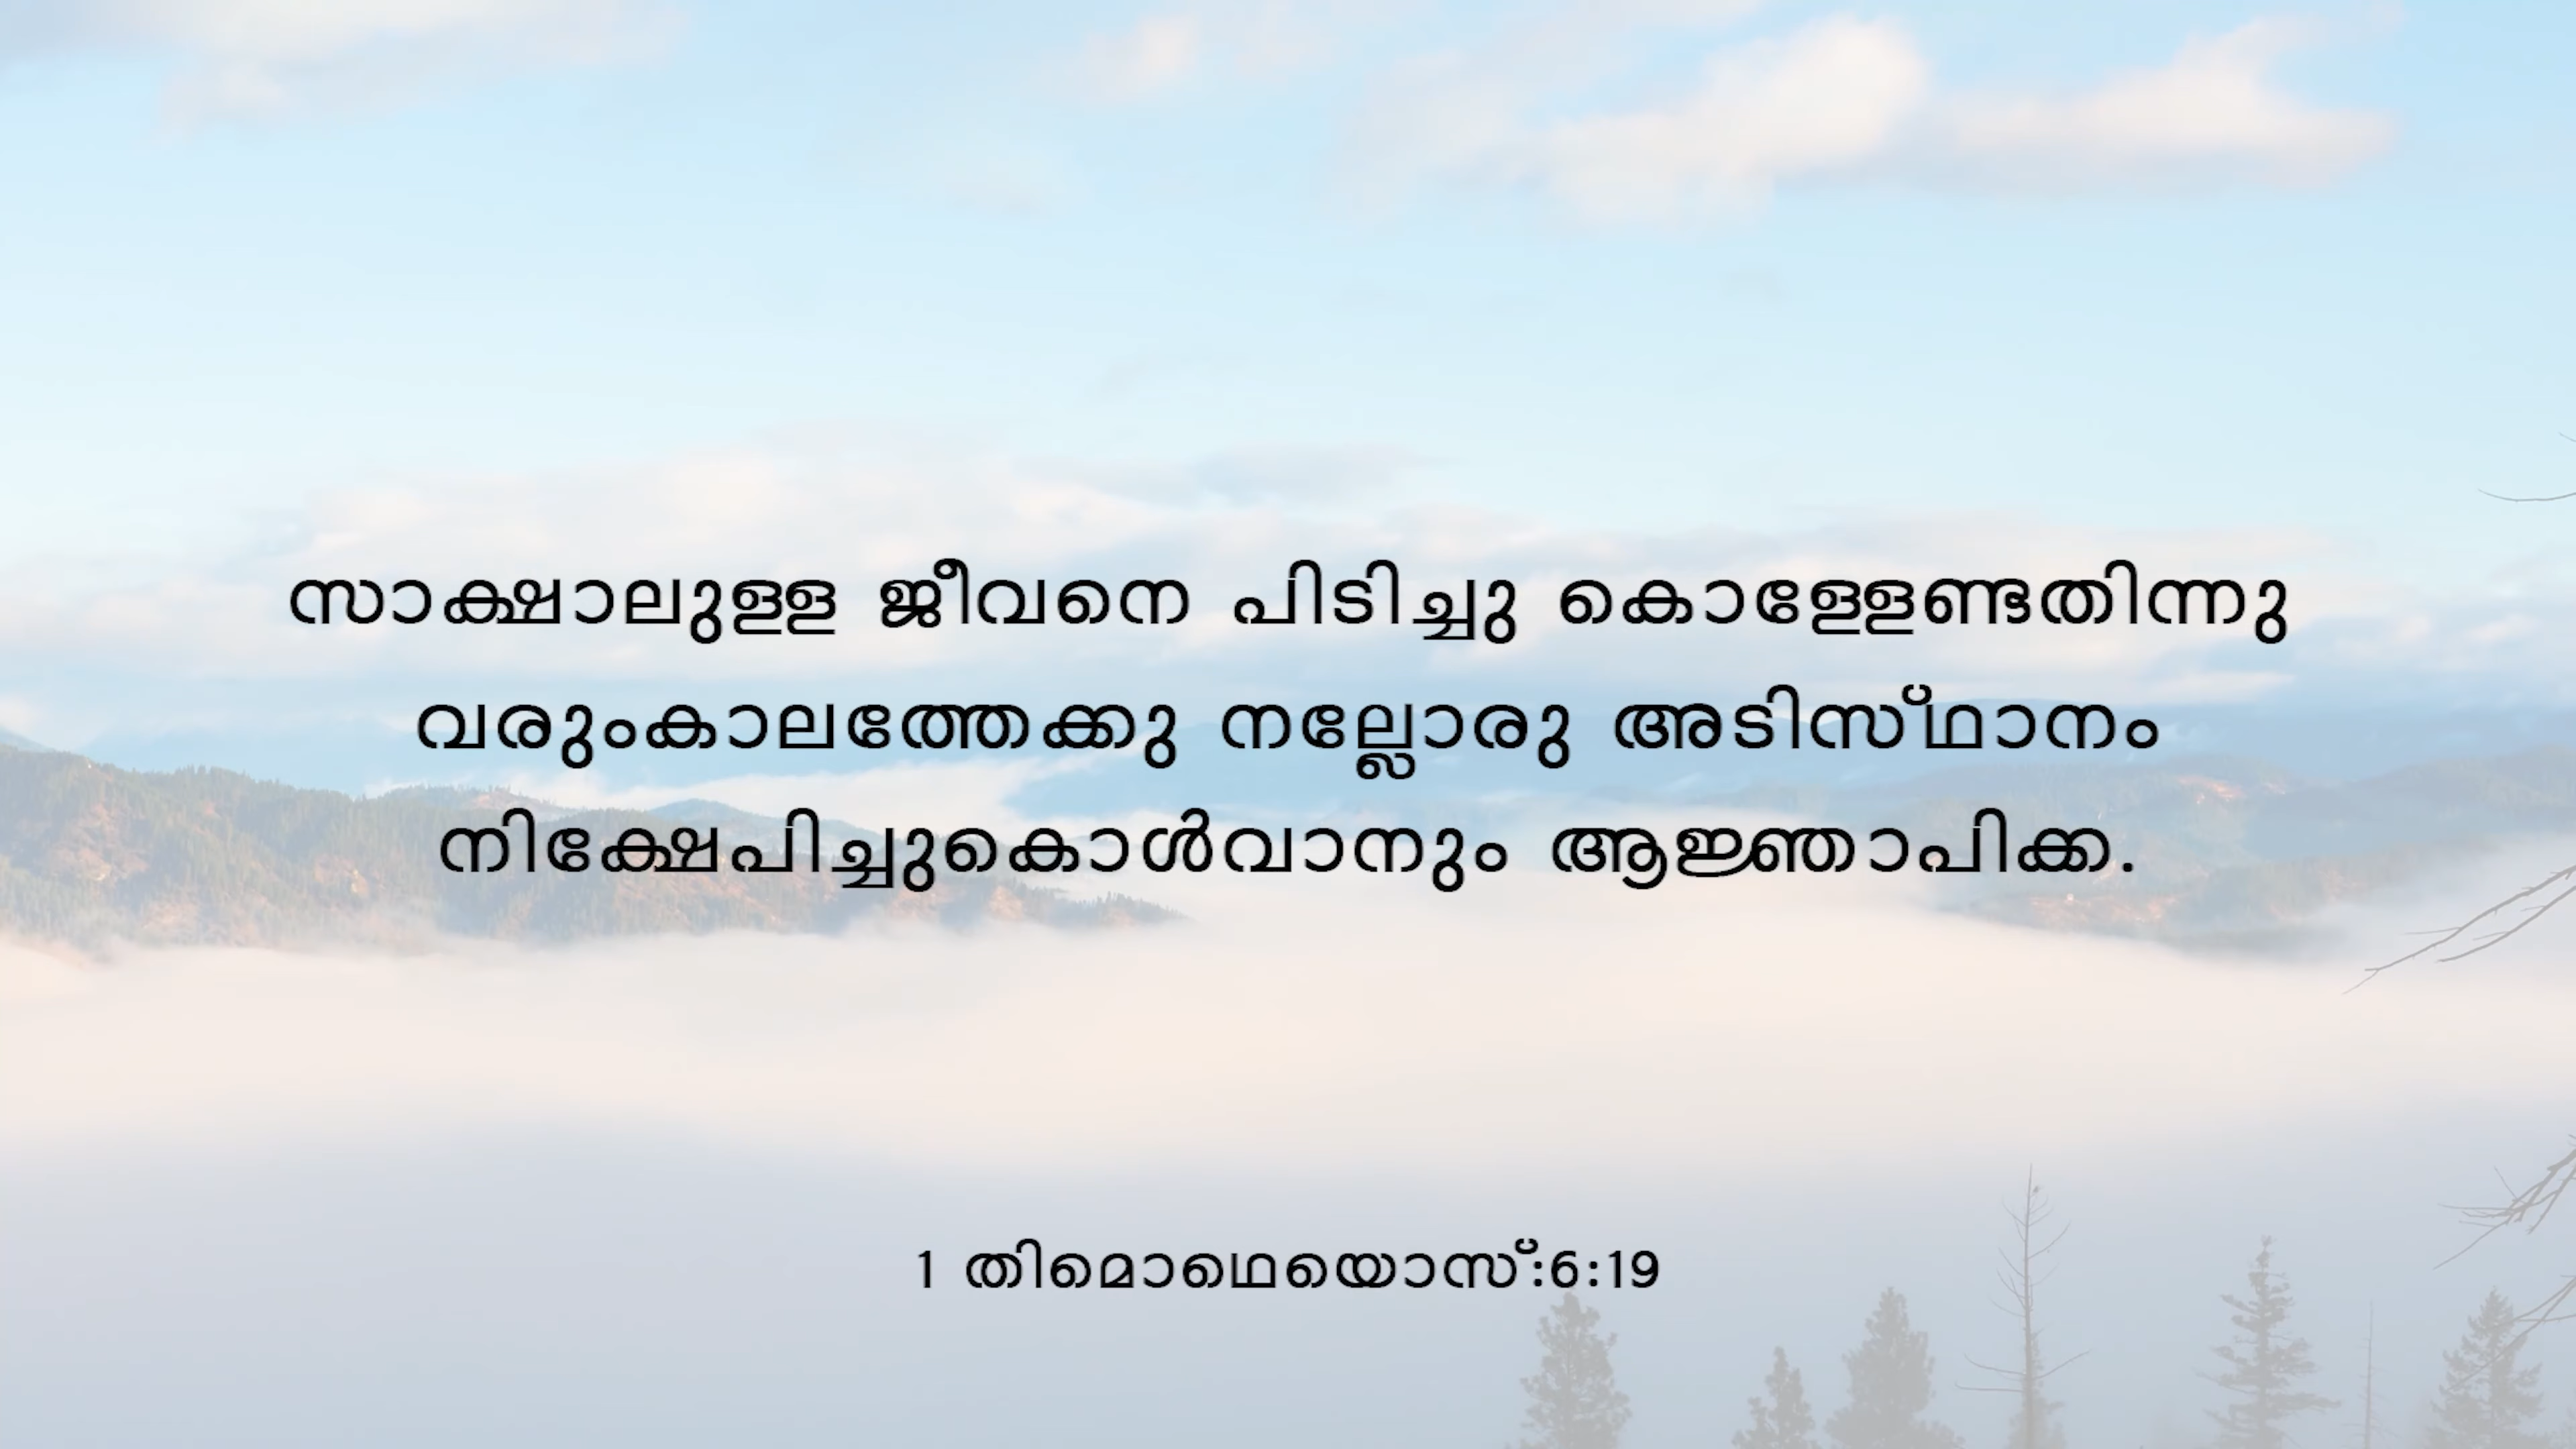 സാക്ഷാലുള്ള ജീവനെ പിടിച്ചു കൊള്ളേണ്ടതിന്നു
വരുംകാലത്തേക്കു നല്ലോരു അടിസ്ഥാനം
നിക്ഷേപിച്ചുകൊൾവാനും ആജ്ഞാപിക്ക.
1 തിമൊഥെയൊസ്:6:19